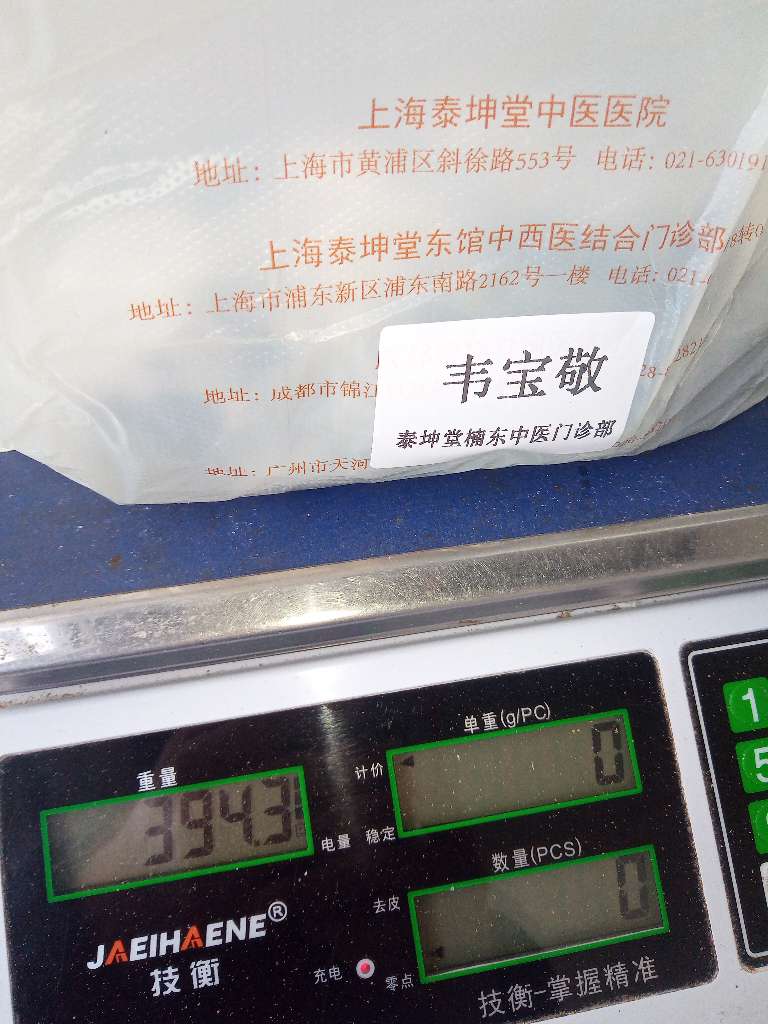 上海泰坤堂中医医院
地址：上海市黄浦区斜徐路553号 电话：021-630191
上海泰坤堂东馆中西医结合门诊部
地址：上海市浦东新区浦东南路2162号一楼 电话：021-
韦宝敬
地址：成都市锦江
泰坤堂楠东中医门诊部
地址：广州市天河
单重(g/PC)
重量
计价
0
3943
电量
稳定
数量(PCS)
去皮
0
JAEIHAENE®
技衡
充电
零点
技衡-掌握精准
1
5